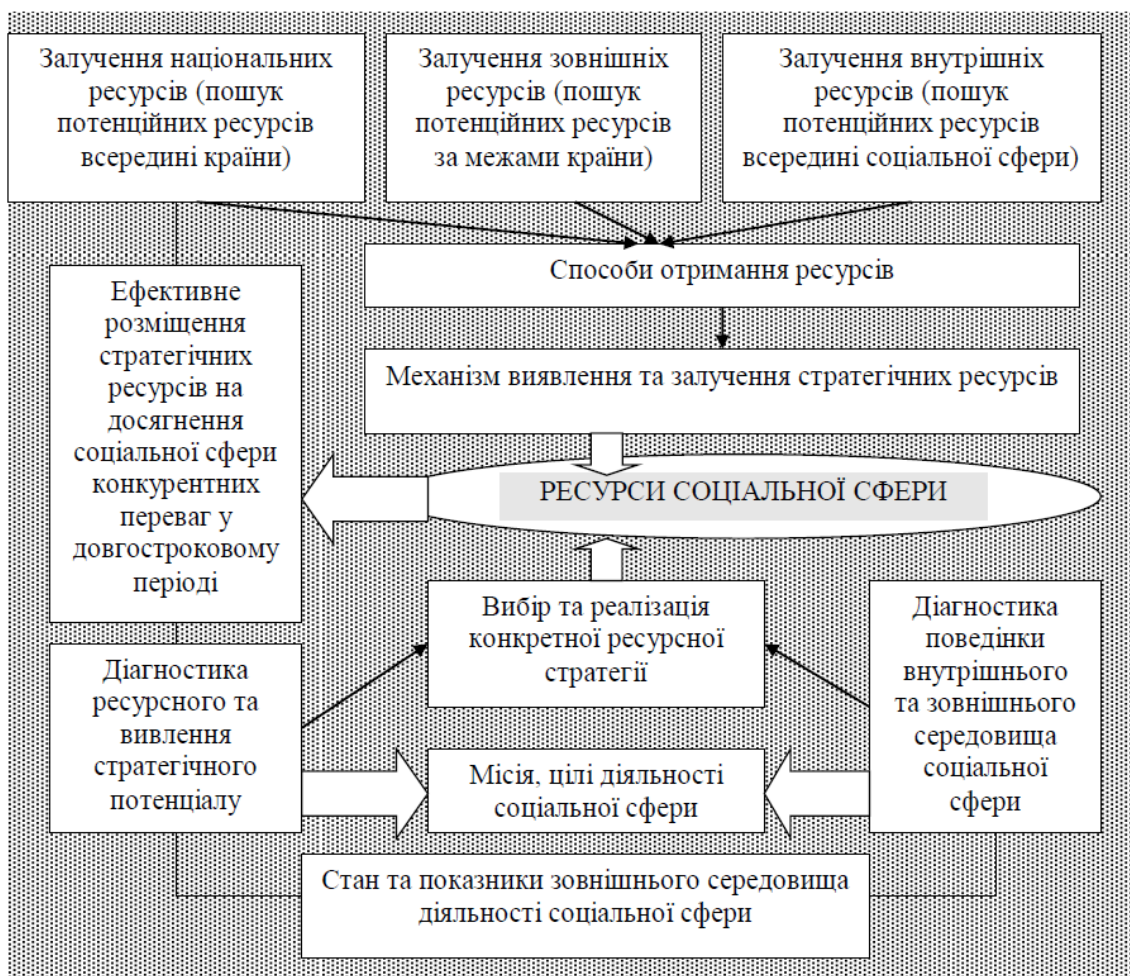 Залучення національних
ресурсів (пошук
потенційних ресурсів
всередині країни)
Залучення зовнішніх
ресурсів (пошук
потенційних ресурсів
за межами країни)
Залучення внутрішніх
ресурсів (пошук
потенційних ресурсів
всередині соціальної сфери)
Способи отримання ресурсів
Ефективне
розміщення
стратегічних
ресурсів на
досягнення
соціальної сфери
конкурентних
переваг у
довгостроковому
періоді
Механізм виявлення та залучення стратегічних ресурсів
РЕСУРСИ СОЦІАЛЬНОЇ СФЕРИ
Вибір та реалізація
конкретної ресурсної
стратегії
Діагностика
поведінки
внутрішнього
та зовнішнього
середовища
соціальної
сфери
Діагностика
ресурсного та
вивлення
стратегічного
потенціалу
Місія, цілі діяльності
соціальної сфери
Стан та показники зовнішнього середовища
діяльності соціальної сфери